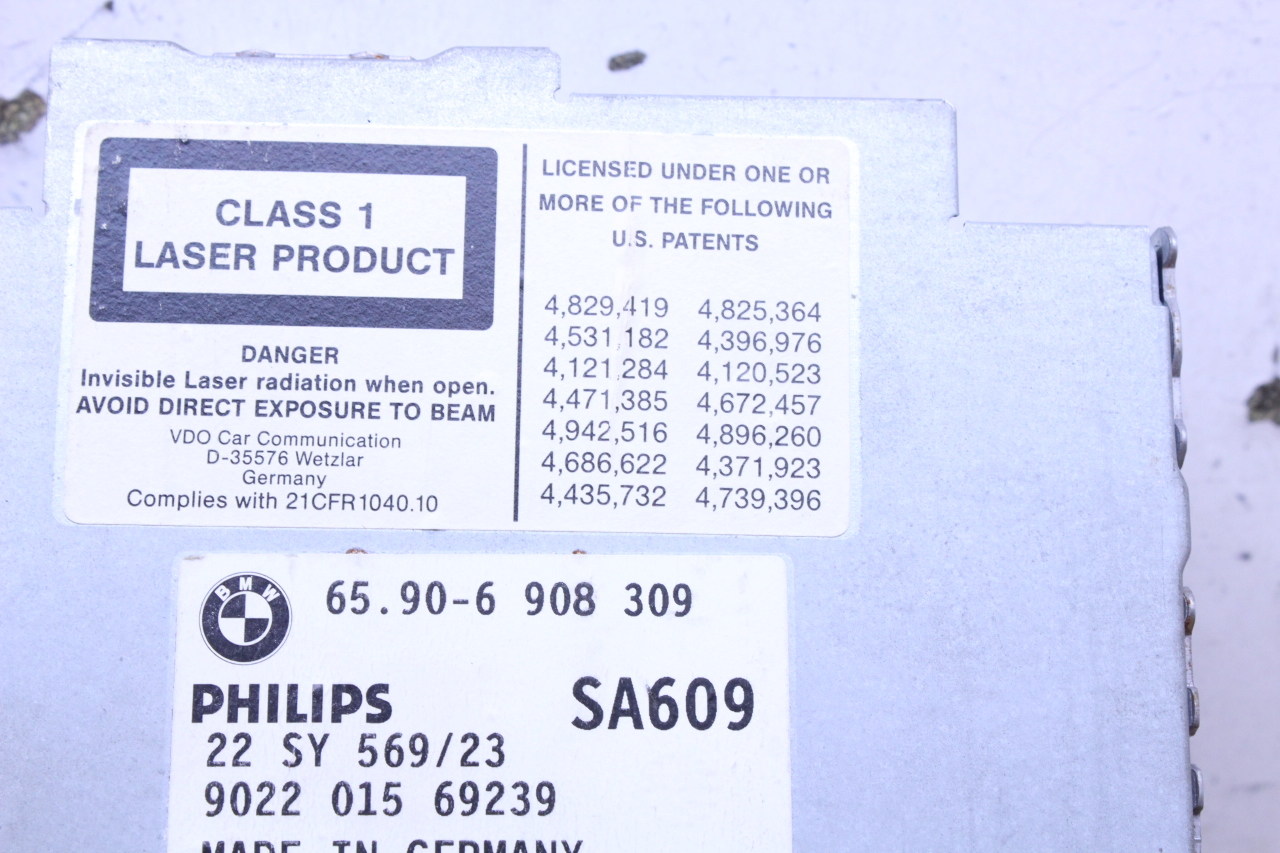 CLASS 1
LASER PRODUCT
DANGER
Invisible Laser radiation when open.
AVOID DIRECT EXPOSURE TO BEAM
VDO Car Communication
D-35576 Wetzlar
Germany
Complies with 21CFR1040.10
LICENSED UNDER ONE OR
MORE OF THE FOLLOWING
U.S. PATENTS
4,829,419 4,825,364
4,531,182 4,396,976
4,121,284 4,120,523
4,471,385 4,672,457
4,942,516 4,896,260
4,686,622 4,371,923
4,435,732 4,739,396
BMW
65.90-6 908 309
PHILIPS SA609
22 SY 569/23
9022 015 69239
MADE IN GERMANY